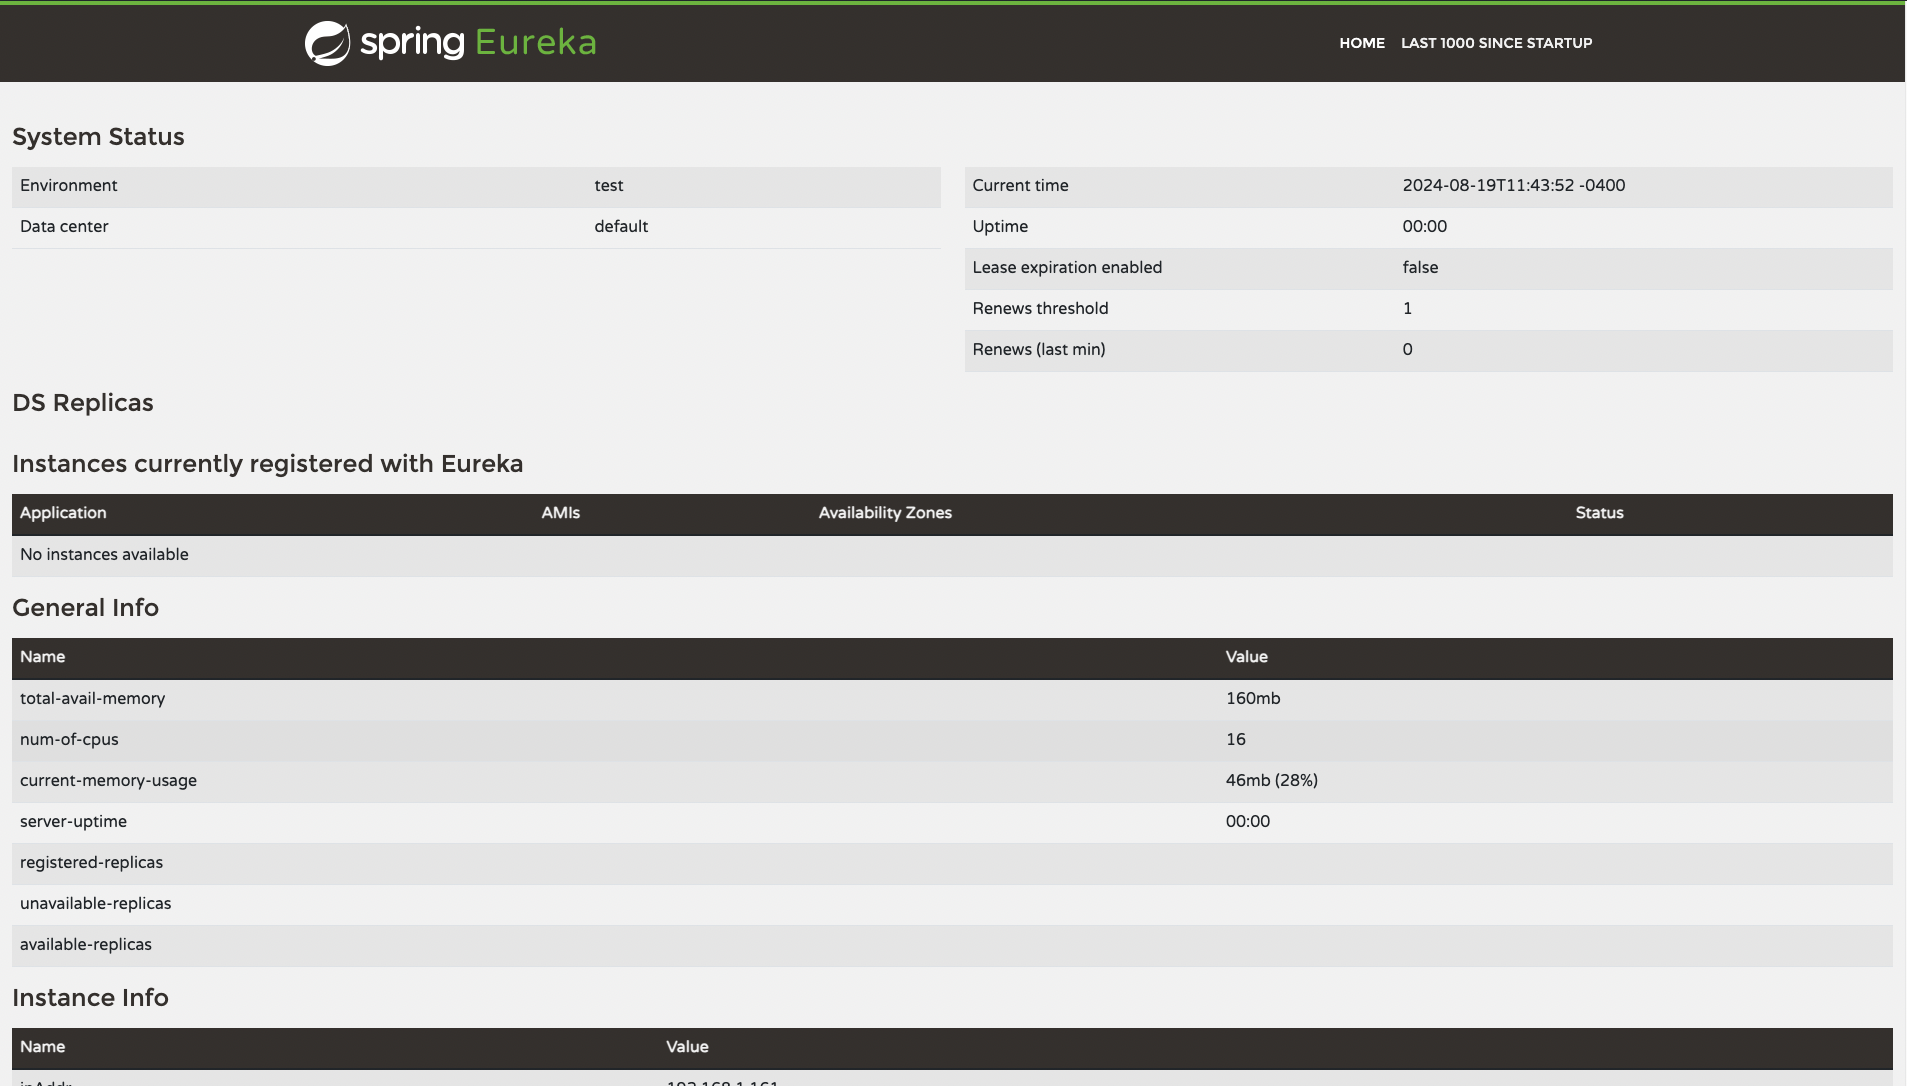 spring Eureka
HOME LAST 1000 SINCE STARTUP
System Status
Environment test
Data center default
Current time 2024-08-19T11:43:52 -0400
Uptime 00:00
Lease expiration enabled false
Renews threshold 1
Renews (last min) 0
DS Replicas
Instances currently registered with Eureka
Application AMIs Availability Zones Status
No instances available
General Info
Name Value
total-avail-memory 160mb
num-of-cpus 16
current-memory-usage 46mb (28%)
server-uptime 00:00
registered-replicas
unavailable-replicas
available-replicas
Instance Info
Name Value